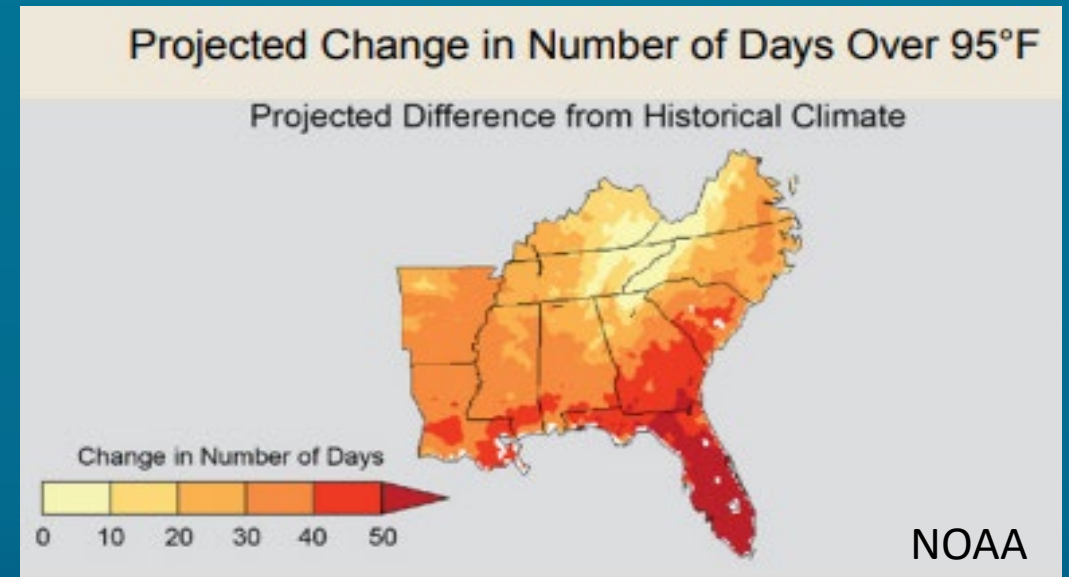 Projected Change in Number of Days Over 95°F
Projected Difference from Historical Climate
Change in Number of Days
0 10 20 30 40 50
NOAA